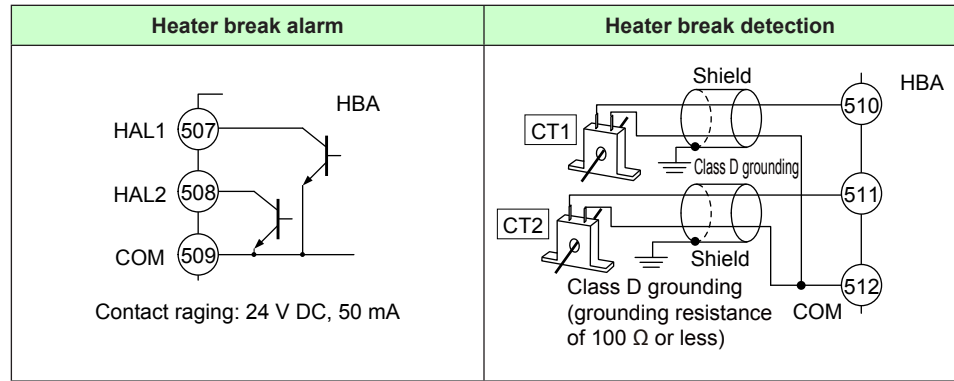 Heater break alarm
Heater break detection
HBA
HAL1
507
HAL2
508
COM
509
Contact raging: 24 V DC, 50 mA
Shield
HBA
510
CT1
Class D grounding
511
CT2
Shield
Class D grounding
(grounding resistance
of 100 Ω or less)
COM
512